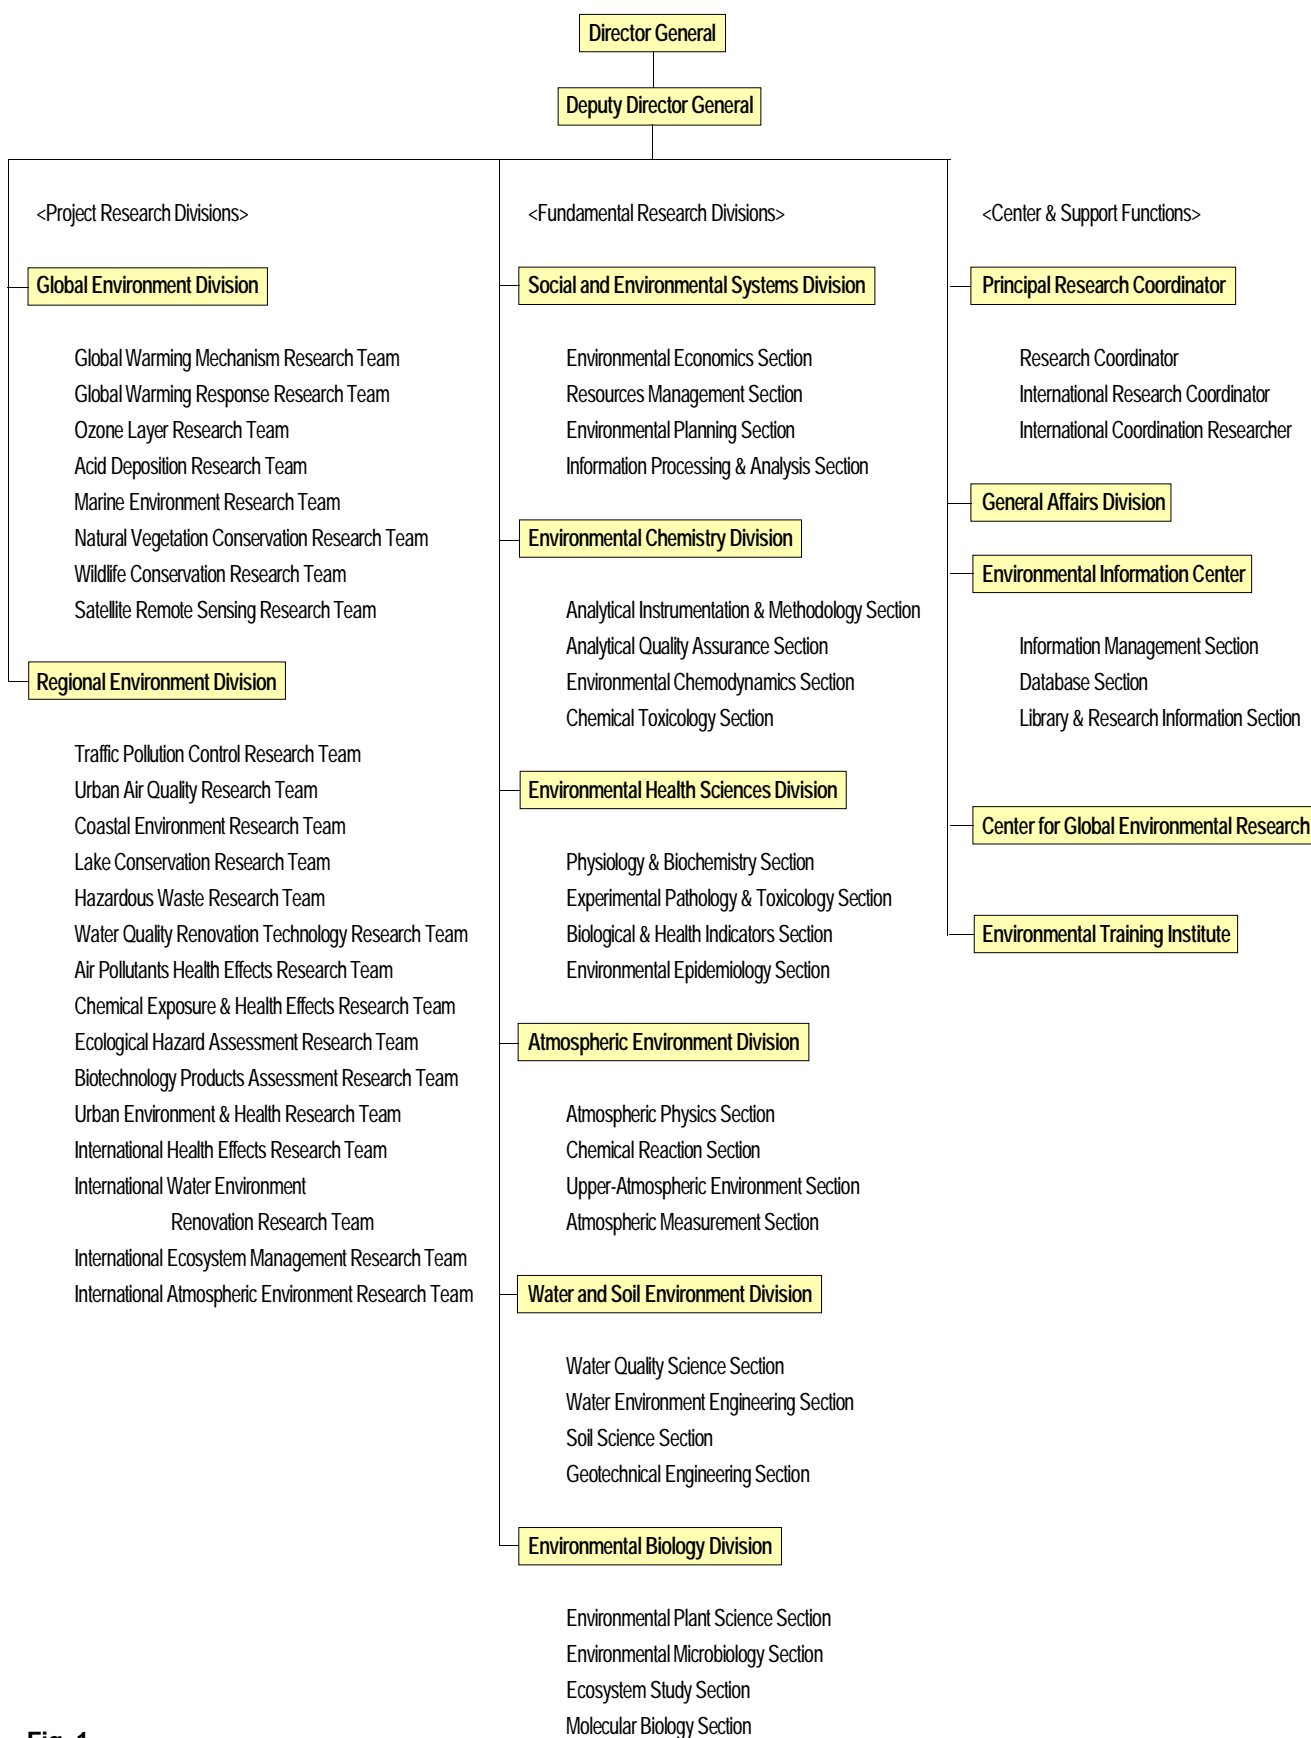 Director General
Deputy Director General
<Project Research Divisions>
Global Environment Division
Global Warming Mechanism Research Team
Global Warming Response Research Team
Ozone Layer Research Team
Acid Deposition Research Team
Marine Environment Research Team
Natural Vegetation Conservation Research Team
Wildlife Conservation Research Team
Satellite Remote Sensing Research Team
Regional Environment Division
Traffic Pollution Control Research Team
Urban Air Quality Research Team
Coastal Environment Research Team
Lake Conservation Research Team
Hazardous Waste Research Team
Water Quality Renovation Technology Research Team
Air Pollutants Health Effects Research Team
Chemical Exposure & Health Effects Research Team
Ecological Hazard Assessment Research Team
Biotechnology Products Assessment Research Team
Urban Environment & Health Research Team
International Health Effects Research Team
International Water Environment
Renovation Research Team
International Ecosystem Management Research Team
International Atmospheric Environment Research Team
<Fundamental Research Divisions>
Social and Environmental Systems Division
Environmental Economics Section
Resources Management Section
Environmental Planning Section
Information Processing & Analysis Section
Environmental Chemistry Division
Analytical Instrumentation & Methodology Section
Analytical Quality Assurance Section
Environmental Chemodynamics Section
Chemical Toxicology Section
Environmental Health Sciences Division
Physiology & Biochemistry Section
Experimental Pathology & Toxicology Section
Biological & Health Indicators Section
Environmental Epidemiology Section
Atmospheric Environment Division
Atmospheric Physics Section
Chemical Reaction Section
Upper-Atmospheric Environment Section
Atmospheric Measurement Section
Water and Soil Environment Division
Water Quality Science Section
Water Environment Engineering Section
Soil Science Section
Geotechnical Engineering Section
Environmental Biology Division
Environmental Plant Science Section
Environmental Microbiology Section
Ecosystem Study Section
Molecular Biology Section
<Center & Support Functions>
Principal Research Coordinator
Research Coordinator
International Research Coordinator
International Coordination Researcher
General Affairs Division
Environmental Information Center
Information Management Section
Database Section
Library & Research Information Section
Center for Global Environmental Research
Environmental Training Institute
Fig. 1